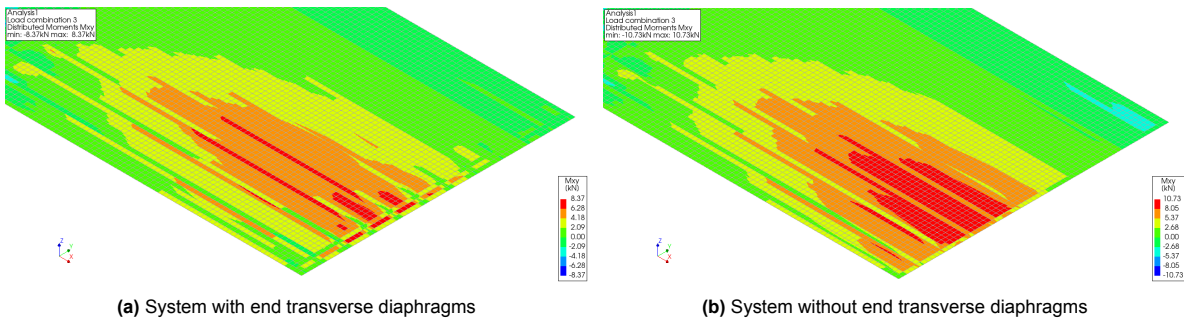 Analysis1
Load combination 3
Distributed Moments Mxy
min: -8.37kN max: 8.37kN
Mxy
(kN)
8.37
6.28
4.18
2.09
0.00
-2.09
-4.18
-6.28
-8.37
Z
Y
X
(a) System with end transverse diaphragms
Analysis1
Load combination 3
Distributed Moments Mxy
min: -10.73kN max: 10.73kN
Mxy
(kN)
10.73
8.05
5.37
2.68
0.00
-2.68
-5.37
-8.05
-10.73
Z
Y
X
(b) System without end transverse diaphragms